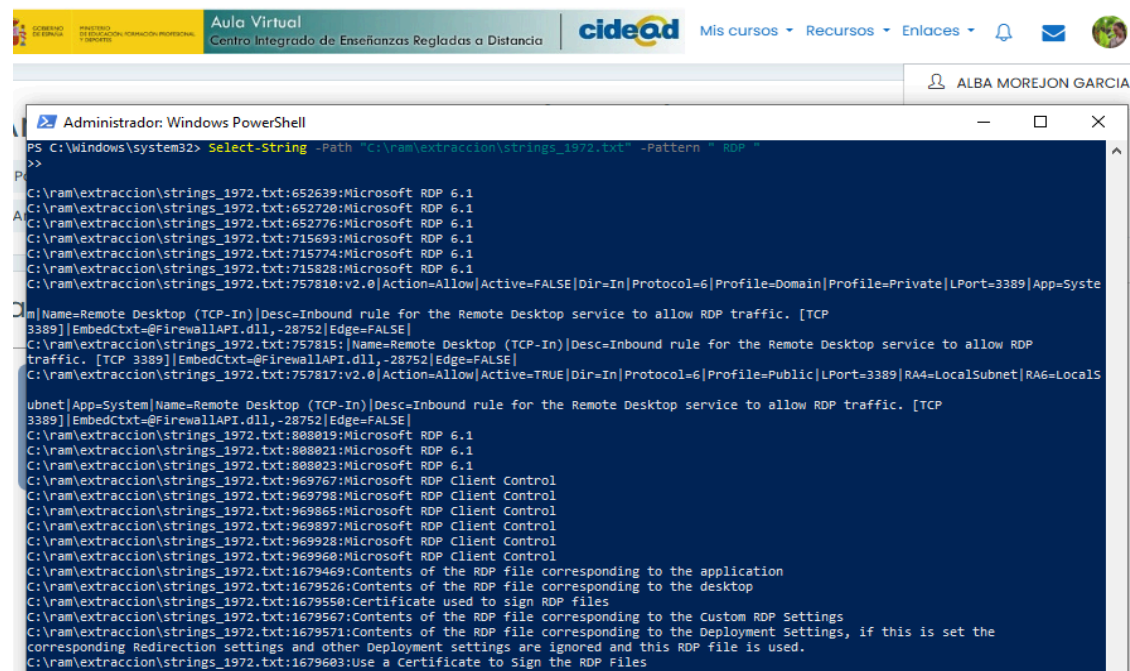 GOBIERNO DE ESPAÑA
MINISTERIO DE EDUCACIÓN, FORMACIÓN PROFESIONAL Y DEPORTES
Aula Virtual
Centro Integrado de Enseñanzas Regladas a Distancia
cidead
Mis cursos
Recursos
Enlaces
ALBA MOREJON GARCIA
Administrador: Windows PowerShell
PS C:\Windows\system32> Select-String -Path "C:\ram\extraccion\strings_1972.txt" -Pattern " RDP "
>>
C:\ram\extraccion\strings_1972.txt:652639:Microsoft RDP 6.1
C:\ram\extraccion\strings_1972.txt:652720:Microsoft RDP 6.1
C:\ram\extraccion\strings_1972.txt:652776:Microsoft RDP 6.1
C:\ram\extraccion\strings_1972.txt:715693:Microsoft RDP 6.1
C:\ram\extraccion\strings_1972.txt:715774:Microsoft RDP 6.1
C:\ram\extraccion\strings_1972.txt:715828:Microsoft RDP 6.1
C:\ram\extraccion\strings_1972.txt:757810:v2.0|Action=Allow|Active=FALSE|Dir=In|Protocol=6|Profile=Domain|Profile=Private|LPort=3389|App=Syste
m|Name=Remote Desktop (TCP-In)|Desc=Inbound rule for the Remote Desktop service to allow RDP traffic. [TCP
3389]|EmbedCtxt=@FirewallAPI.dll,-28752|Edge=FALSE|
C:\ram\extraccion\strings_1972.txt:757815:|Name=Remote Desktop (TCP-In)|Desc=Inbound rule for the Remote Desktop service to allow RDP
traffic. [TCP 3389]|EmbedCtxt=@FirewallAPI.dll,-28752|Edge=FALSE|
C:\ram\extraccion\strings_1972.txt:757817:v2.0|Action=Allow|Active=TRUE|Dir=In|Protocol=6|Profile=Public|LPort=3389|RA4=LocalSubnet|RA6=LocalS
ubnet|App=System|Name=Remote Desktop (TCP-In)|Desc=Inbound rule for the Remote Desktop service to allow RDP traffic. [TCP
3389]|EmbedCtxt=@FirewallAPI.dll,-28752|Edge=FALSE|
C:\ram\extraccion\strings_1972.txt:808019:Microsoft RDP 6.1
C:\ram\extraccion\strings_1972.txt:808021:Microsoft RDP 6.1
C:\ram\extraccion\strings_1972.txt:808023:Microsoft RDP 6.1
C:\ram\extraccion\strings_1972.txt:969767:Microsoft RDP Client Control
C:\ram\extraccion\strings_1972.txt:969798:Microsoft RDP Client Control
C:\ram\extraccion\strings_1972.txt:969865:Microsoft RDP Client Control
C:\ram\extraccion\strings_1972.txt:969897:Microsoft RDP Client Control
C:\ram\extraccion\strings_1972.txt:969928:Microsoft RDP Client Control
C:\ram\extraccion\strings_1972.txt:969960:Microsoft RDP Client Control
C:\ram\extraccion\strings_1972.txt:1679469:Contents of the RDP file corresponding to the application
C:\ram\extraccion\strings_1972.txt:1679526:Contents of the RDP file corresponding to the desktop
C:\ram\extraccion\strings_1972.txt:1679550:Certificate used to sign RDP files
C:\ram\extraccion\strings_1972.txt:1679567:Contents of the RDP file corresponding to the Custom RDP Settings
C:\ram\extraccion\strings_1972.txt:1679571:Contents of the RDP file corresponding to the Deployment Settings, if this is set the
corresponding Redirection settings and other Deployment settings are ignored and this RDP file is used.
C:\ram\extraccion\strings_1972.txt:1679603:Use a Certificate to Sign the RDP Files